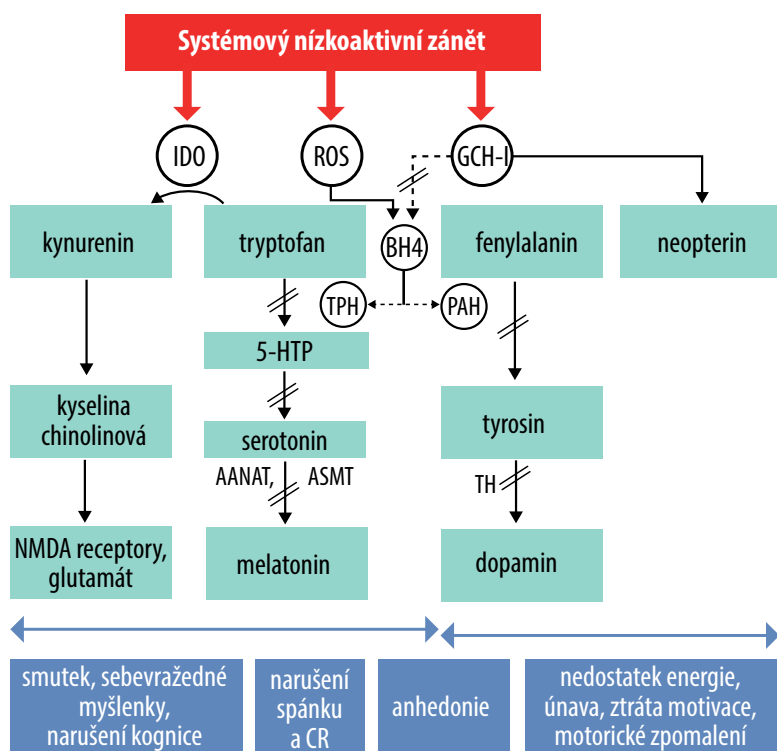 Systémový nízkoaktivní zánět
IDO
ROS
GCH-I
kynurenin
tryptofan
BH4
fenylalanin
neopterin
TPH
PAH
5-HTP
kyselina
chinolinová
serotonin
tyrosin
AANAT, ASMT
TH
NMDA receptory,
glutamát
melatonin
dopamin
smutek, sebevražedné
myšlenky,
narušení kognice
narušení
spánku
a CR
anhedonie
nedostatek energie,
únava, ztráta motivace,
motorické zpomalení